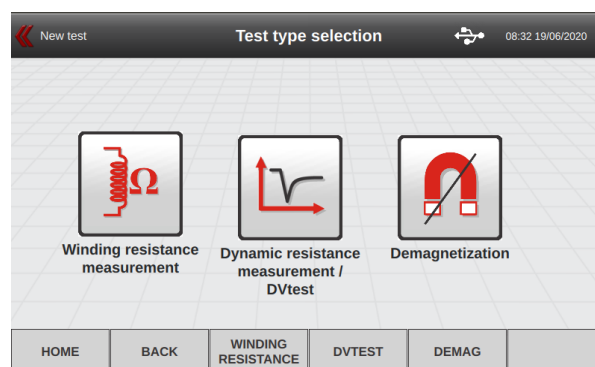 New test
Test type selection
08:32 19/06/2020
Ω
Winding resistance
measurement
Dynamic resistance
measurement /
DVtest
Demagnetization
HOME
BACK
WINDING
RESISTANCE
DVTEST
DEMAG